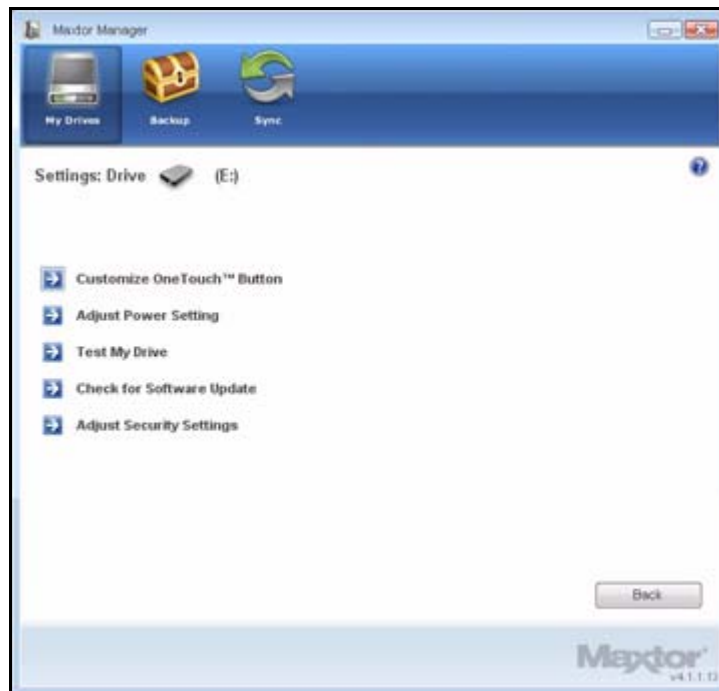 Maxtor Manager
My Drives Backup Sync
Settings: Drive (E:)
Customize OneTouch™ Button
Adjust Power Setting
Test My Drive
Check for Software Update
Adjust Security Settings
Back
Maxtor